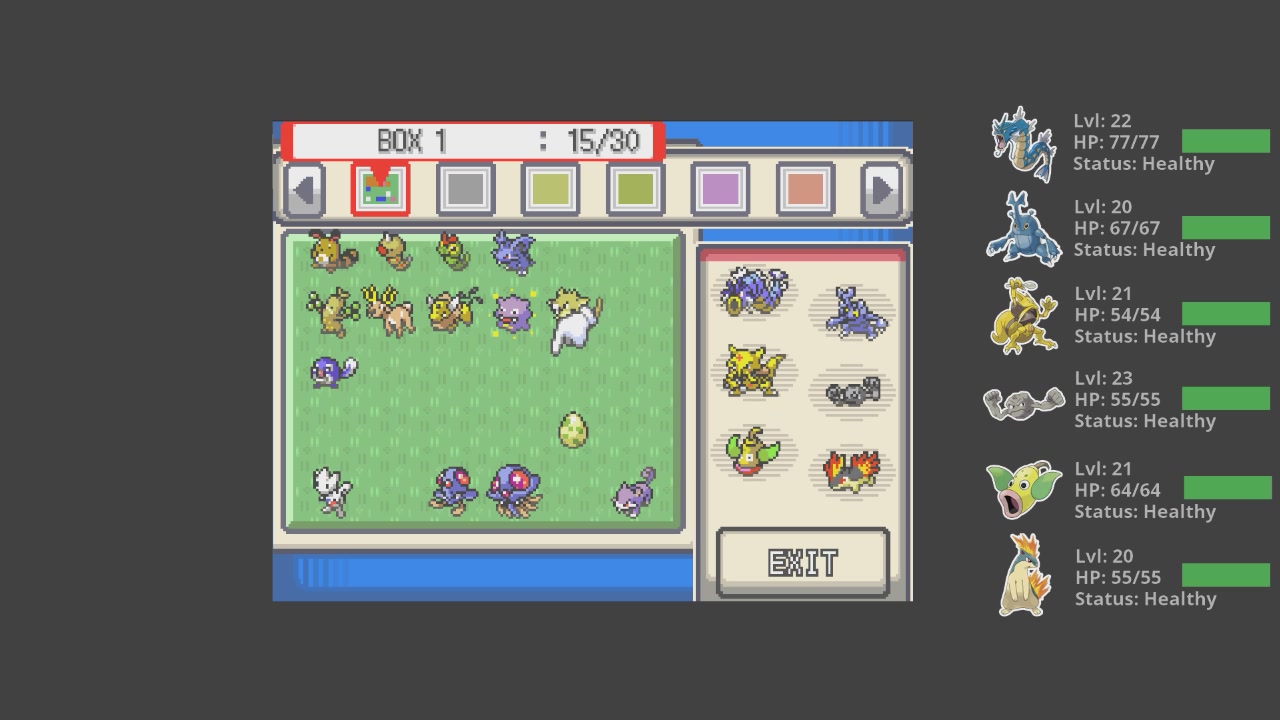 BOX 1 : 15/30
EXIT
Lvl: 22
HP: 77/77
Status: Healthy
Lvl: 20
HP: 67/67
Status: Healthy
Lvl: 21
HP: 54/54
Status: Healthy
Lvl: 23
HP: 55/55
Status: Healthy
Lvl: 21
HP: 64/64
Status: Healthy
Lvl: 20
HP: 55/55
Status: Healthy